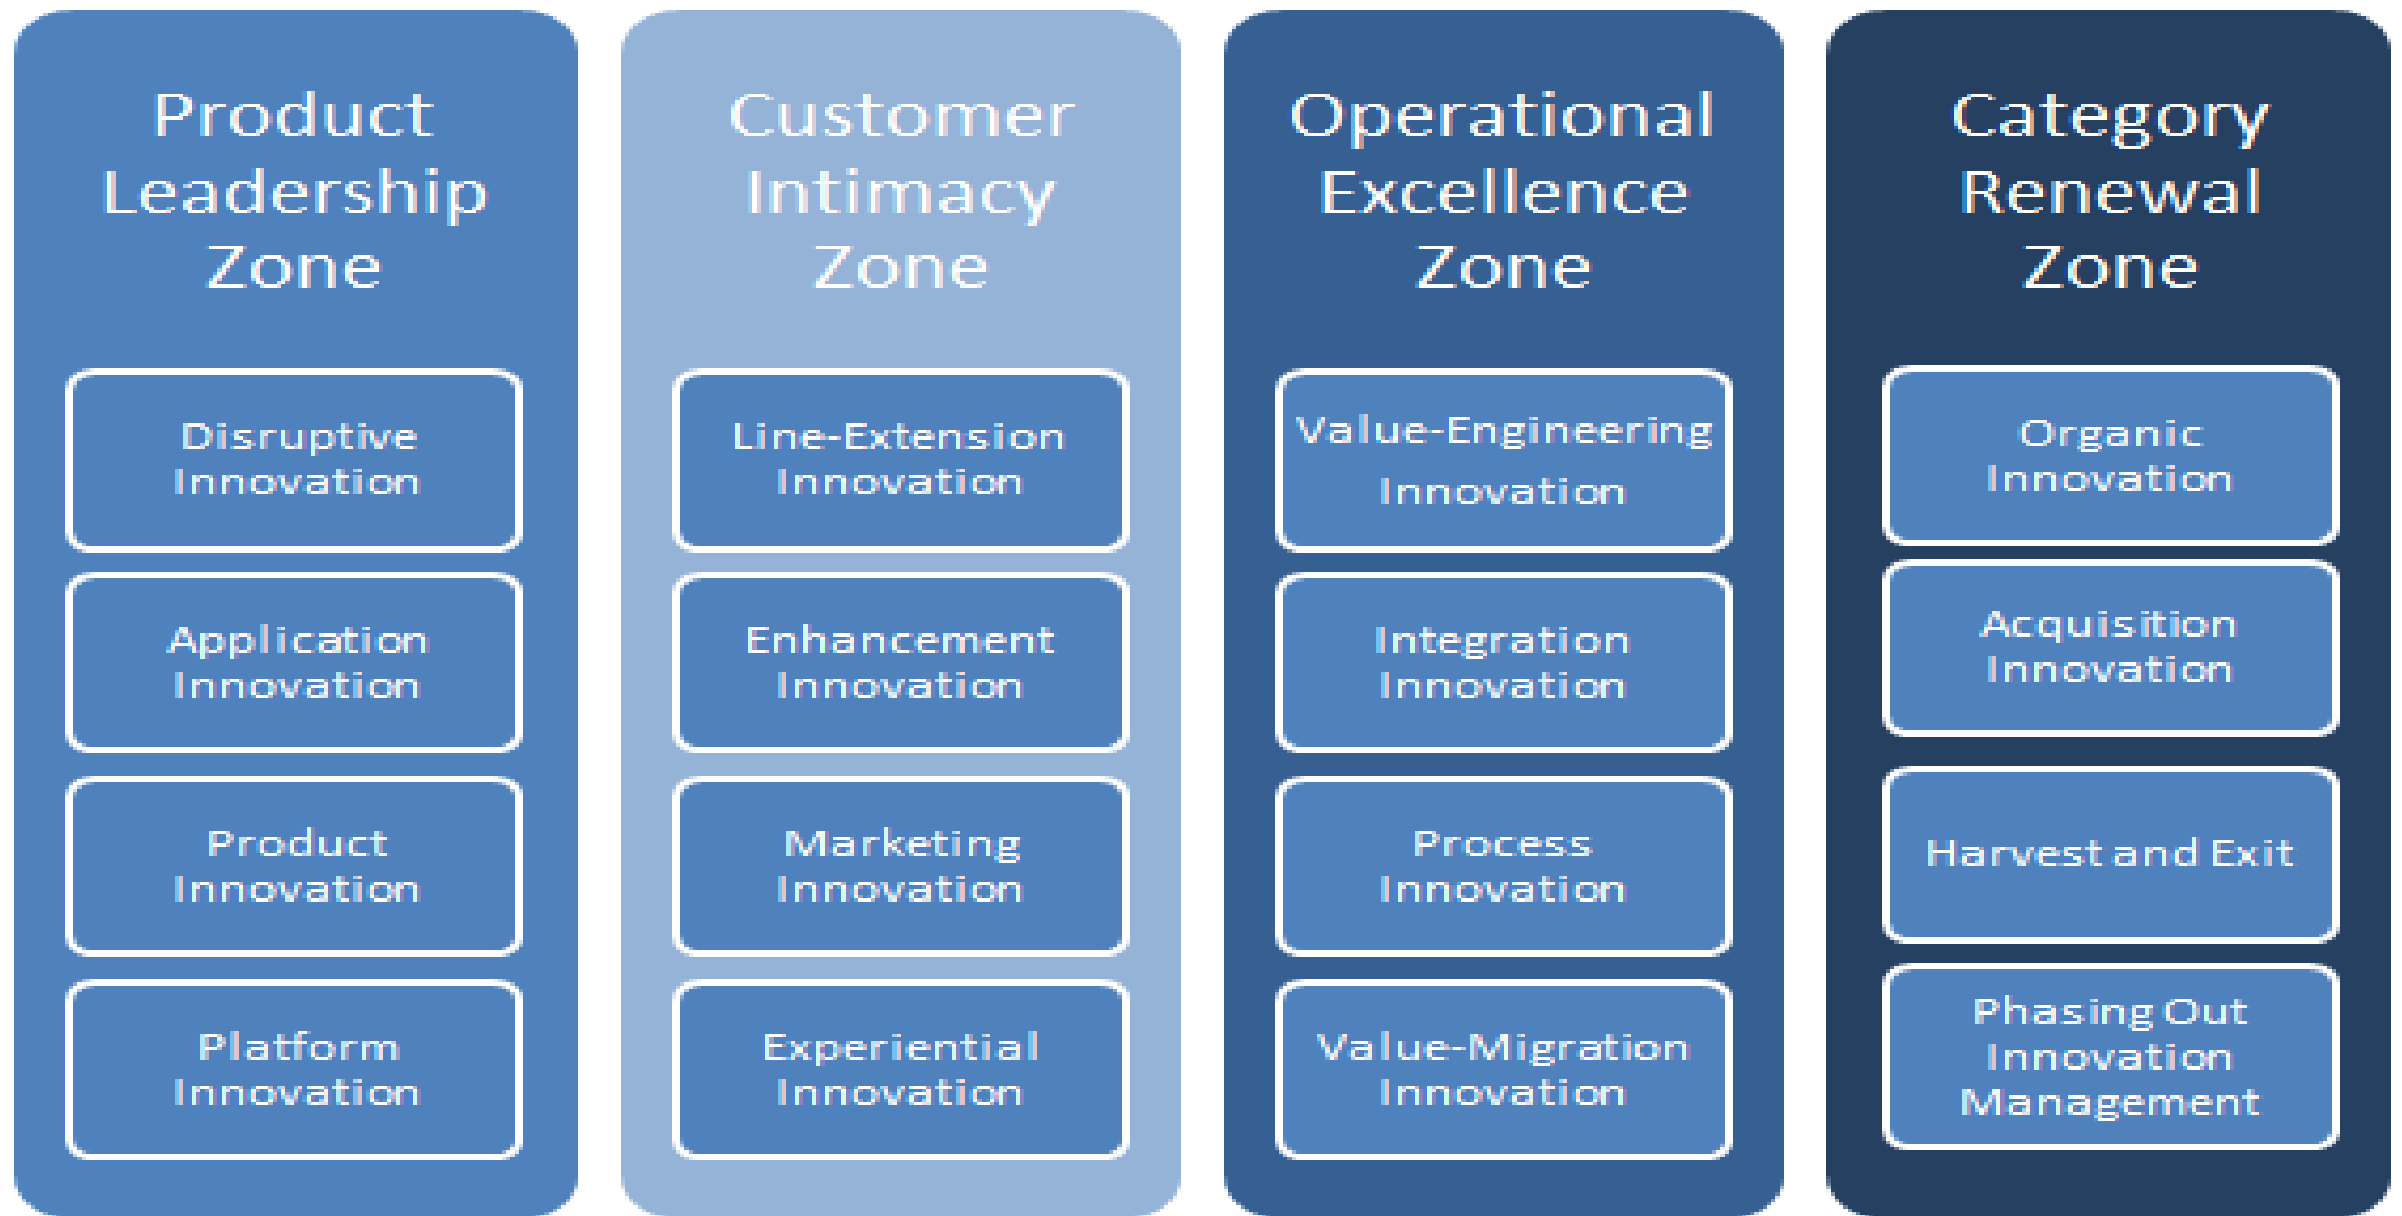 Product
Leadership
Zone
Disruptive
Innovation
Application
Innovation
Product
Innovation
Platform
Innovation
Customer
Intimacy
Zone
Line-Extension
Innovation
Enhancement
Innovation
Marketing
Innovation
Experiential
Innovation
Operational
Excellence
Zone
Value-Engineering
Innovation
Integration
Innovation
Process
Innovation
Value-Migration
Innovation
Category
Renewal
Zone
Organic
Innovation
Acquisition
Innovation
Harvest and Exit
Phasing Out
Innovation
Management